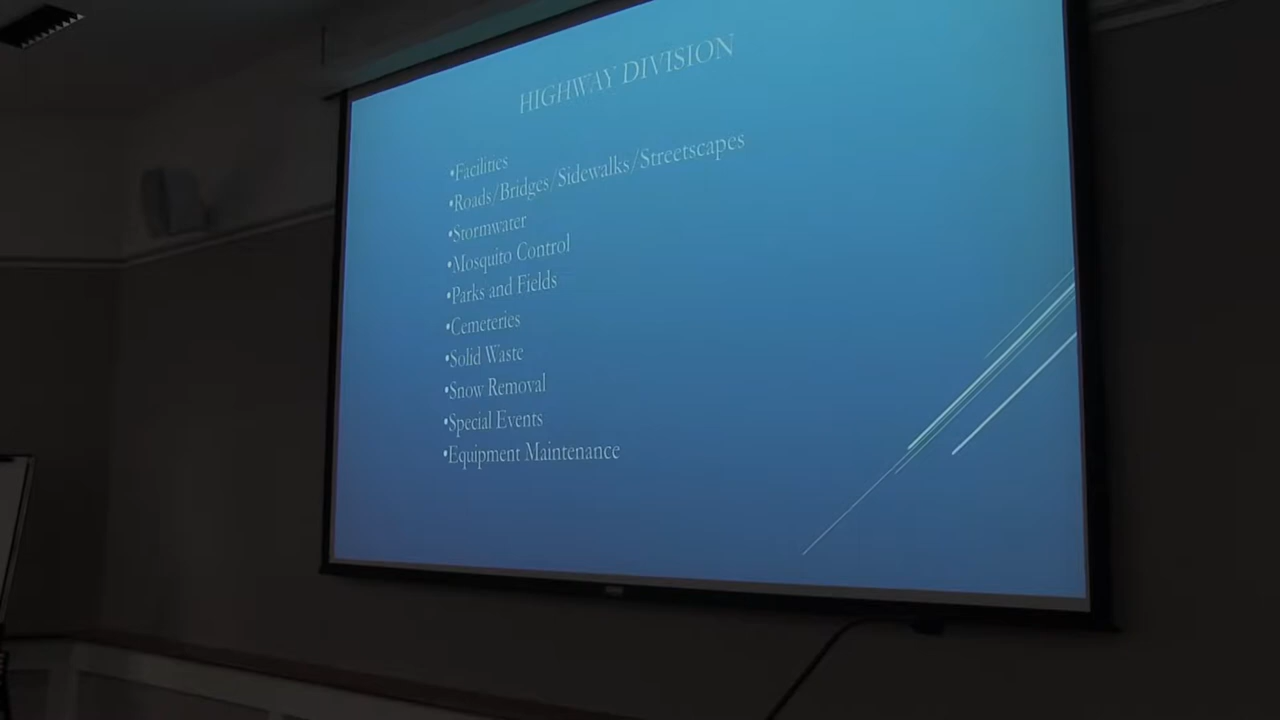 HIGHWAY DIVISION
•Facilities
•Roads/Bridges/Sidewalks/Streetscapes
•Stormwater
•Mosquito Control
•Parks and Fields
•Cemeteries
•Solid Waste
•Snow Removal
•Special Events
•Equipment Maintenance